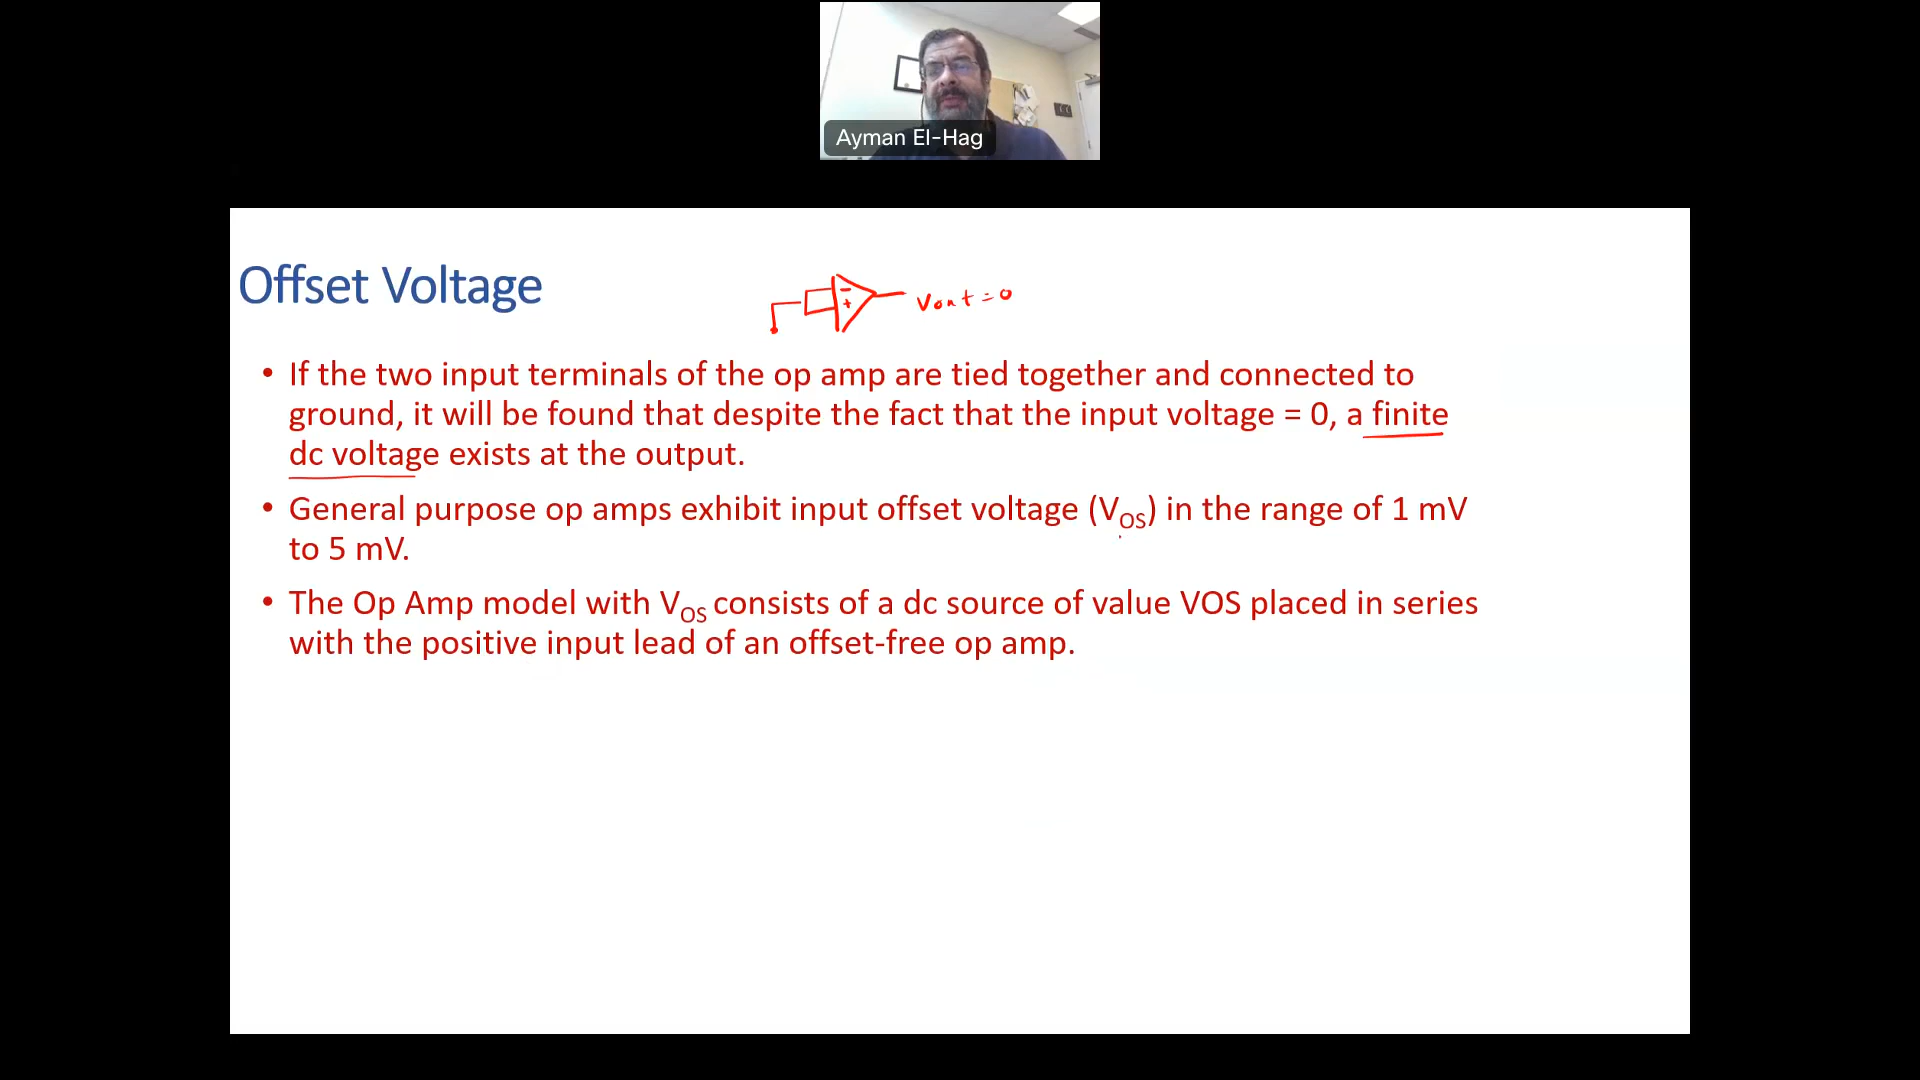 Ayman El-Hag
Offset Voltage
- + Vout = 0
• If the two input terminals of the op amp are tied together and connected to
ground, it will be found that despite the fact that the input voltage = 0, a finite
dc voltage exists at the output.
• General purpose op amps exhibit input offset voltage (VOS) in the range of 1 mV
to 5 mV.
• The Op Amp model with VOS consists of a dc source of value VOS placed in series
with the positive input lead of an offset-free op amp.